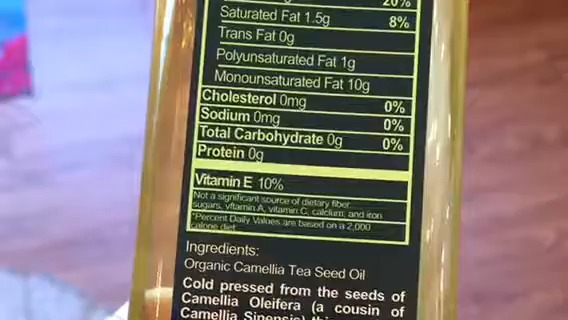 20%
Saturated Fat 1.5g 8%
Trans Fat 0g
Polyunsaturated Fat 1g
Monounsaturated Fat 10g
Cholesterol 0mg 0%
Sodium 0mg 0%
Total Carbohydrate 0g 0%
Protein 0g
Vitamin E 10%
Not a significant source of dietary fiber,
sugars, vitamin A, vitamin C, calcium, and iron
*Percent Daily Values are based on a 2,000
calorie diet
Ingredients:
Organic Camellia Tea Seed Oil
Cold pressed from the seeds of
Camellia Oleifera (a cousin of
Camellia Sinensis)